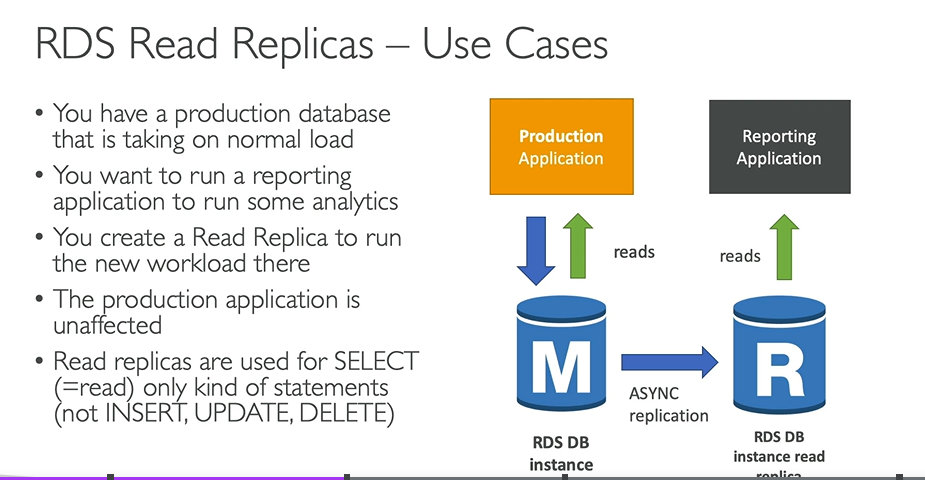 RDS Read Replicas – Use Cases
• You have a production database
that is taking on normal load
• You want to run a reporting
application to run some analytics
• You create a Read Replica to run
the new workload there
• The production application is
unaffected
• Read replicas are used for SELECT
(=read) only kind of statements
(not INSERT, UPDATE, DELETE)
Production
Application
Reporting
Application
reads
reads
M
R
ASYNC
replication
RDS DB
instance
RDS DB
instance read
replica